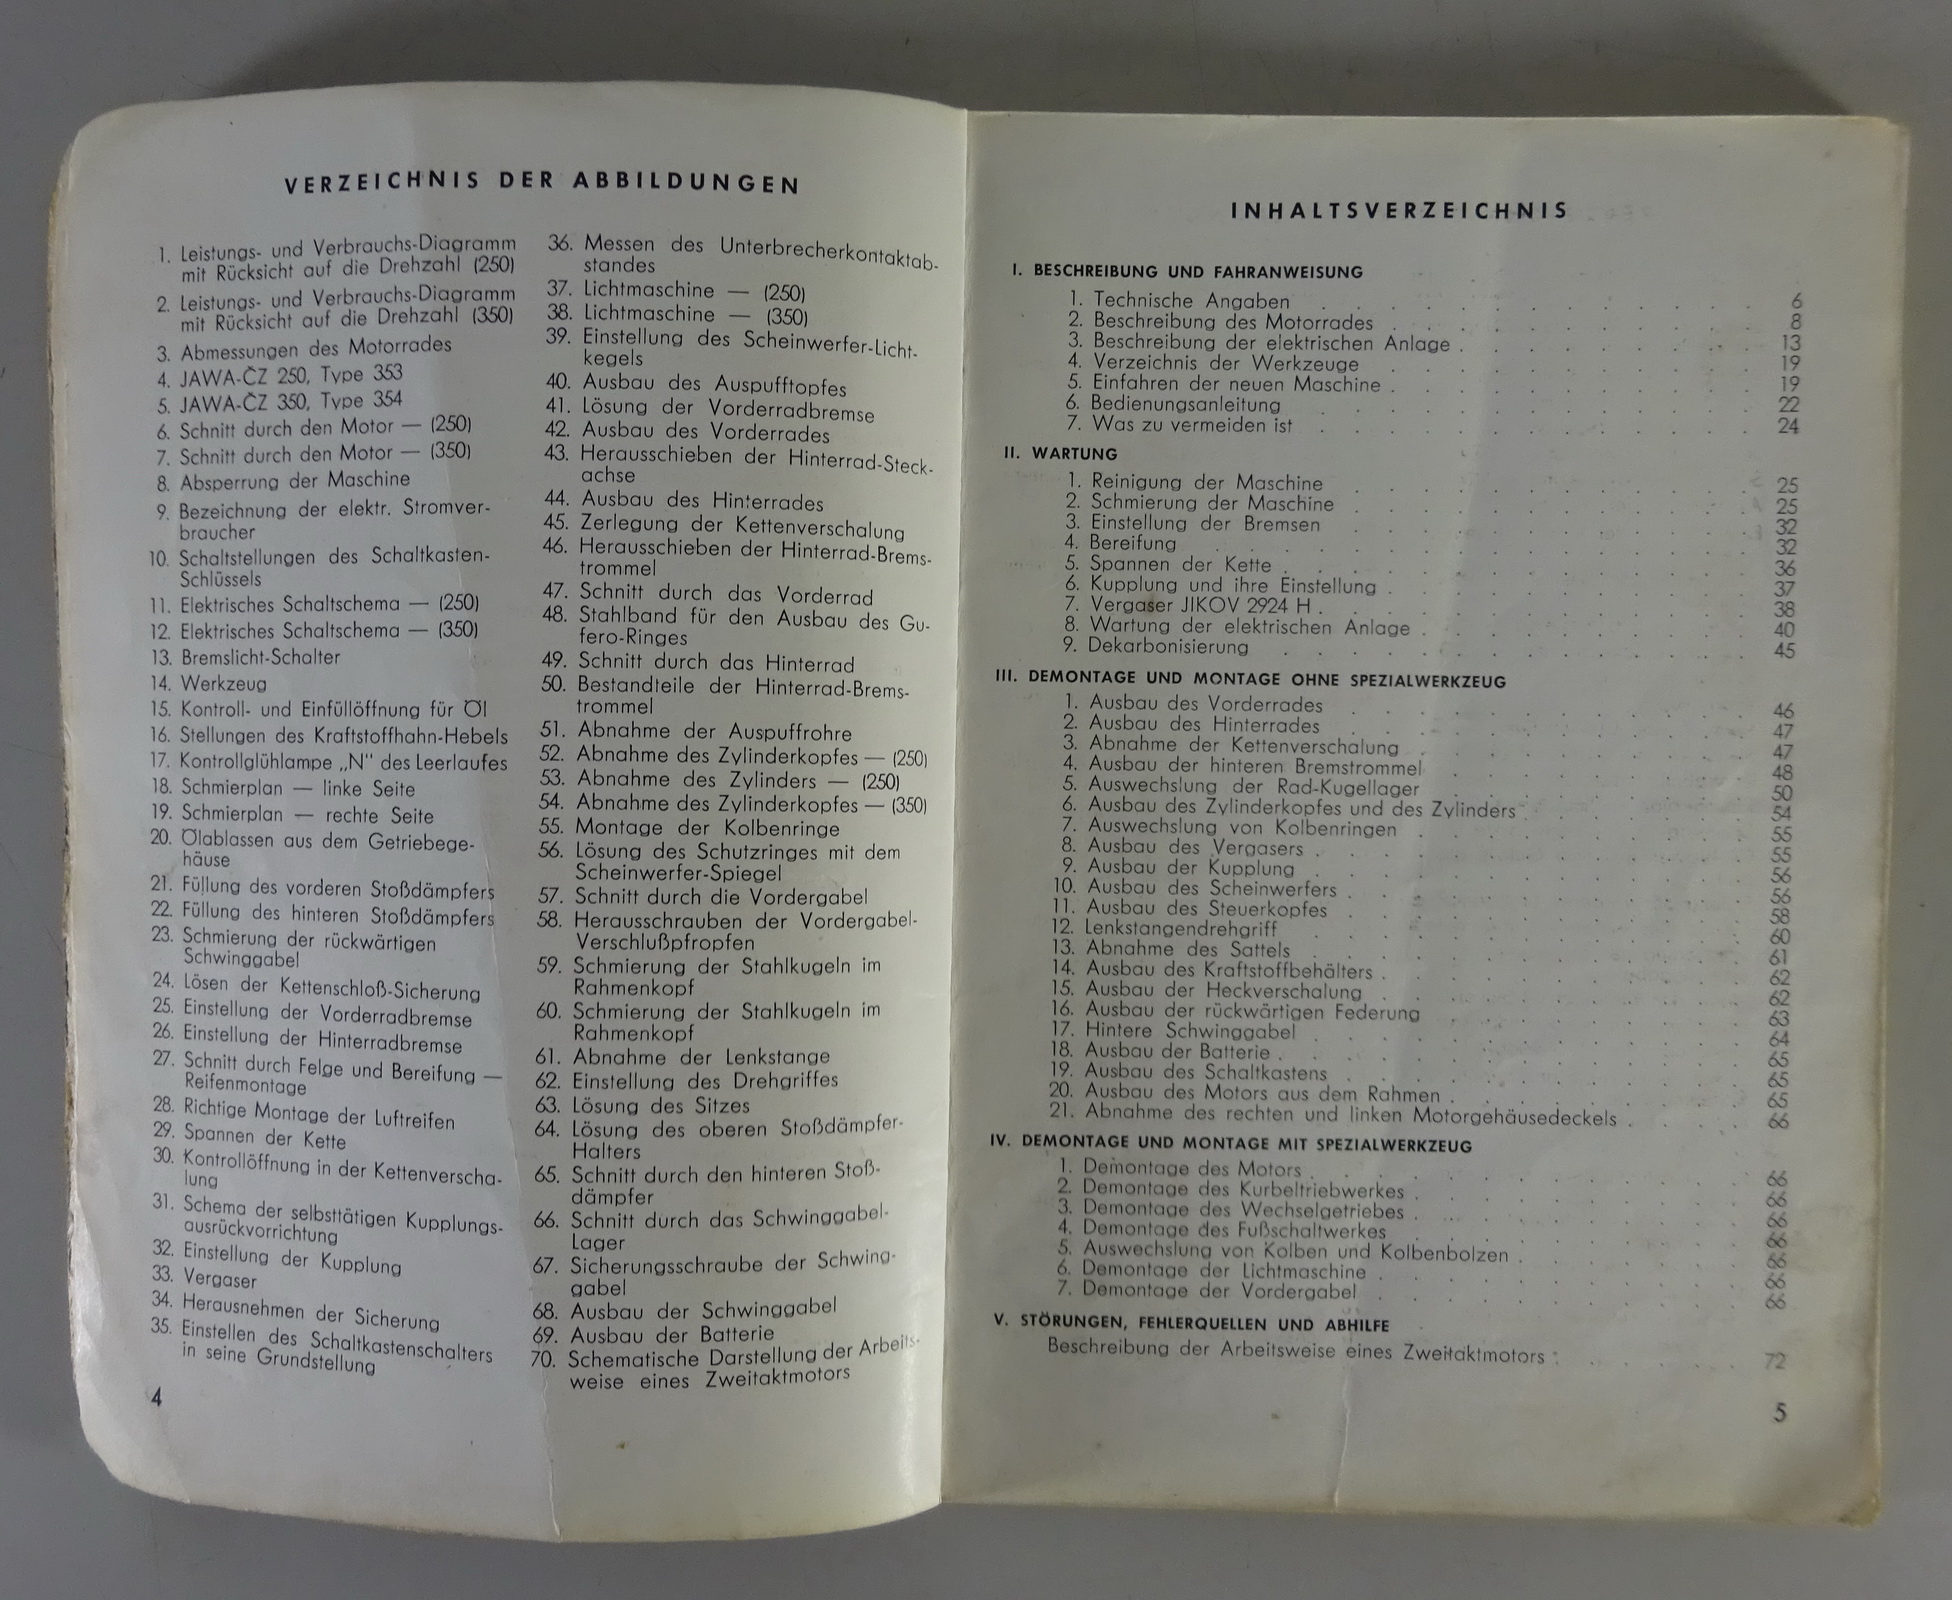 VERZEICHNIS DER ABBILDUNGEN
1. Leistungs- und Verbrauchs-Diagramm
mit Rücksicht auf die Drehzahl (250)
2. Leistungs- und Verbrauchs-Diagramm
mit Rücksicht auf die Drehzahl (350)
3. Abmessungen des Motorrades
4. JAWA-ČZ 250, Type 353
5. JAWA-ČZ 350, Type 354
6. Schnitt durch den Motor — (250)
7. Schnitt durch den Motor — (350)
8. Absperrung der Maschine
9. Bezeichnung der elektr. Stromver-
braucher
10. Schaltstellungen des Schaltkasten-
Schlüssels
11. Elektrisches Schaltschema — (250)
12. Elektrisches Schaltschema — (350)
13. Bremslicht-Schalter
14. Werkzeug
15. Kontroll- und Einfüllöffnung für Öl
16. Stellungen des Kraftstoffhahn-Hebels
17. Kontrollglühlampe „N" des Leerlaufes
18. Schmierplan — linke Seite
19. Schmierplan — rechte Seite
20. Ölablassen aus dem Getriebege-
häuse
21. Füllung des vorderen Stoßdämpfers
22. Füllung des hinteren Stoßdämpfers
23. Schmierung der rückwärtigen
Schwinggabel
24. Lösen der Kettenschloß-Sicherung
25. Einstellung der Vorderradbremse
26. Einstellung der Hinterradbremse
27. Schnitt durch Felge und Bereifung —
Reifenmontage
28. Richtige Montage der Luftreifen
29. Spannen der Kette
30. Kontrollöffnung in der Kettenverscha-
lung
31. Schema der selbsttätigen Kupplungs-
ausrückvorrichtung
32. Einstellung der Kupplung
33. Vergaser
34. Herausnehmen der Sicherung
35. Einstellen des Schaltkastenschalters
in seine Grundstellung
4
36. Messen des Unterbrecherkontaktab-
standes
37. Lichtmaschine — (250)
38. Lichtmaschine — (350)
39. Einstellung des Scheinwerfer-Licht-
kegels
40. Ausbau des Auspufftopfes
41. Lösung der Vorderradbremse
42. Ausbau des Vorderrades
43. Herausschieben der Hinterrad-Steck-
achse
44. Ausbau des Hinterrades
45. Zerlegung der Kettenverschalung
46. Herausschieben der Hinterrad-Brems-
trommel
47. Schnitt durch das Vorderrad
48. Stahlband für den Ausbau des Gu-
fero-Ringes
49. Schnitt durch das Hinterrad
50. Bestandteile der Hinterrad-Brems-
trommel
51. Abnahme der Auspuffrohre
52. Abnahme des Zylinderkopfes — (250)
53. Abnahme des Zylinders — (250)
54. Abnahme des Zylinderkopfes — (350)
55. Montage der Kolbenringe
56. Lösung des Schutzringes mit dem
Scheinwerfer-Spiegel
57. Schnitt durch die Vordergabel
58. Herausschrauben der Vordergabel-
Verschlußpfropfen
59. Schmierung der Stahlkugeln im
Rahmenkopf
60. Schmierung der Stahlkugeln im
Rahmenkopf
61. Abnahme der Lenkstange
62. Einstellung des Drehgriffes
63. Lösung des Sitzes
64. Lösung des oberen Stoßdämpfer-
Halters
65. Schnitt durch den hinteren Stoß-
dämpfer
66. Schnitt durch das Schwinggabel-
Lager
67. Sicherungsschraube der Schwing-
gabel
68. Ausbau der Schwinggabel
69. Ausbau der Batterie
70. Schematische Darstellung der Arbeits-
weise eines Zweitaktmotors
INHALTSVERZEICHNIS
I. BESCHREIBUNG UND FAHRANWEISUNG
1. Technische Angaben . . . . . . . . . . . 6
2. Beschreibung des Motorrades . . . . . . . . . . 8
3. Beschreibung der elektrischen Anlage . . . . . . . . . 13
4. Verzeichnis der Werkzeuge . . . . . . . . . . 19
5. Einfahren der neuen Maschine . . . . . . . . . . 19
6. Bedienungsanleitung . . . . . . . . . . . 22
7. Was zu vermeiden ist . . . . . . . . . . . 24
II. WARTUNG
1. Reinigung der Maschine . . . . . . . . . . 25
2. Schmierung der Maschine . . . . . . . . . . 25
3. Einstellung der Bremsen . . . . . . . . . . 32
4. Bereifung . . . . . . . . . . . . 32
5. Spannen der Kette . . . . . . . . . . . 36
6. Kupplung und ihre Einstellung . . . . . . . . . . 37
7. Vergaser JIKOV 2924 H . . . . . . . . . . . 38
8. Wartung der elektrischen Anlage . . . . . . . . . 40
9. Dekarbonisierung . . . . . . . . . . . 45
III. DEMONTAGE UND MONTAGE OHNE SPEZIALWERKZEUG
1. Ausbau des Vorderrades . . . . . . . . . . 46
2. Ausbau des Hinterrades . . . . . . . . . . 47
3. Abnahme der Kettenverschalung . . . . . . . . . 47
4. Ausbau der hinteren Bremstrommel . . . . . . . . 48
5. Auswechslung der Rad-Kugellager . . . . . . . . . 50
6. Ausbau des Zylinderkopfes und des Zylinders . . . . . . . 54
7. Auswechslung von Kolbenringen . . . . . . . . . 55
8. Ausbau des Vergasers . . . . . . . . . . . 55
9. Ausbau der Kupplung . . . . . . . . . . . 56
10. Ausbau des Scheinwerfers . . . . . . . . . . 56
11. Ausbau des Steuerkopfes . . . . . . . . . . 58
12. Lenkstangendrehgriff . . . . . . . . . . . 60
13. Abnahme des Sattels . . . . . . . . . . . 61
14. Ausbau des Kraftstoffbehälters . . . . . . . . . . 62
15. Ausbau der Heckverschalung . . . . . . . . . . 62
16. Ausbau der rückwärtigen Federung . . . . . . . . 63
17. Hintere Schwinggabel . . . . . . . . . . . 64
18. Ausbau der Batterie . . . . . . . . . . . 65
19. Ausbau des Schaltkastens . . . . . . . . . . 65
20. Ausbau des Motors aus dem Rahmen . . . . . . . . 65
21. Abnahme des rechten und linken Motorgehäusedeckels . . . . 66
IV. DEMONTAGE UND MONTAGE MIT SPEZIALWERKZEUG
1. Demontage des Motors . . . . . . . . . . . 66
2. Demontage des Kurbeltriebwerkes . . . . . . . . . 66
3. Demontage des Wechselgetriebes . . . . . . . . . 66
4. Demontage des Fußschaltwerkes . . . . . . . . . 66
5. Auswechslung von Kolben und Kolbenbolzen . . . . . . . 66
6. Demontage der Lichtmaschine . . . . . . . . . . 66
7. Demontage der Vordergabel . . . . . . . . . . 66
V. STÖRUNGEN, FEHLERQUELLEN UND ABHILFE
Beschreibung der Arbeitsweise eines Zweitaktmotors . . . . . . 72
5